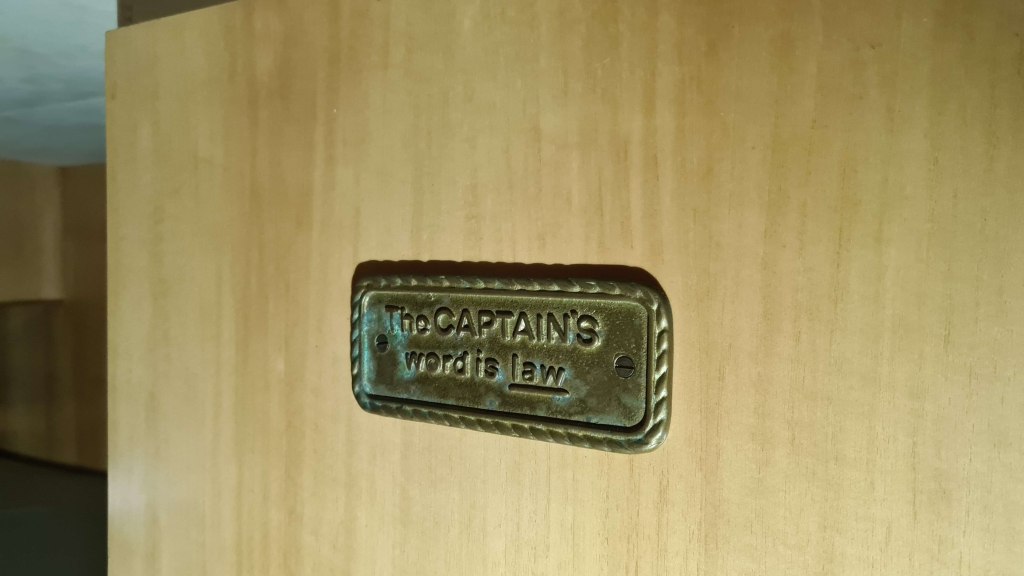 The CAPTAIN'S
word is law